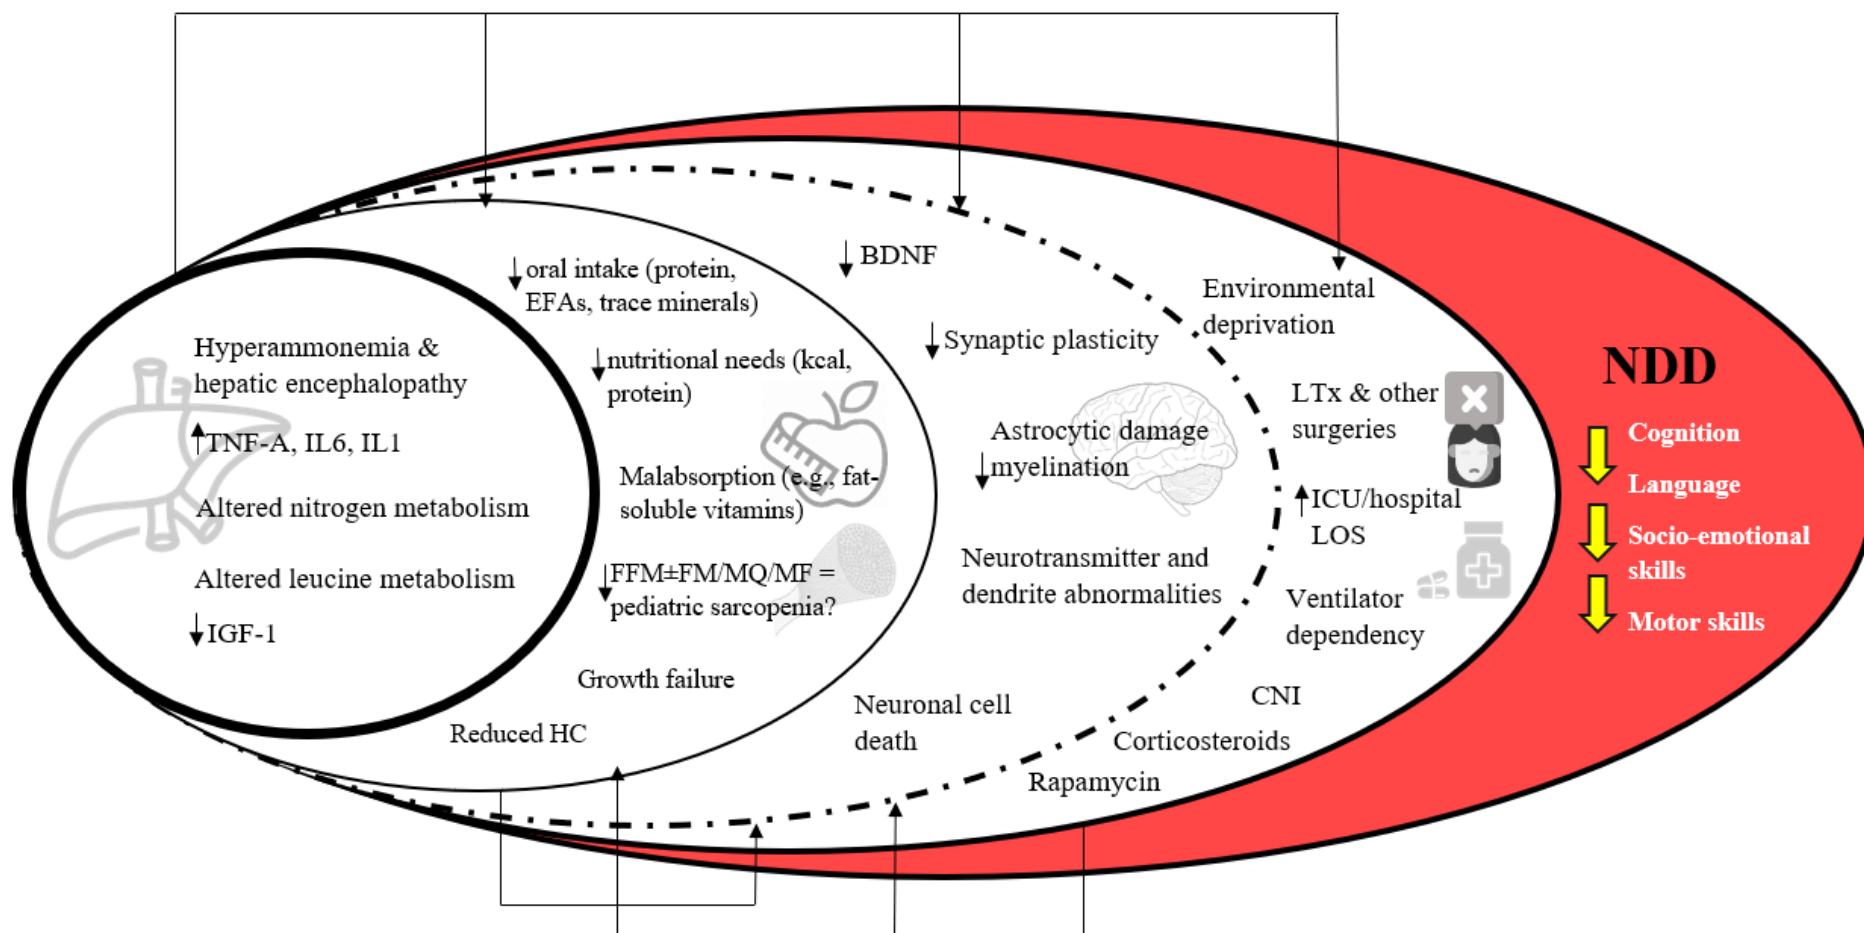 Hyperammonemia &
hepatic encephalopathy
↑TNF-A, IL6, IL1
Altered nitrogen metabolism
Altered leucine metabolism
↓IGF-1
↓oral intake (protein,
EFAs, trace minerals)
↓nutritional needs (kcal,
protein)
Malabsorption (e.g., fat-
soluble vitamins)
↓FFM±FM/MQ/MF =
pediatric sarcopenia?
Growth failure
Reduced HC
↓ BDNF
↓ Synaptic plasticity
Astrocytic damage
↓myelination
Neurotransmitter and
dendrite abnormalities
Neuronal cell
death
Environmental
deprivation
LTx & other
surgeries
↑ICU/hospital
LOS
Ventilator
dependency
CNI
Corticosteroids
Rapamycin
NDD
Cognition
Language
Socio-emotional
skills
Motor skills